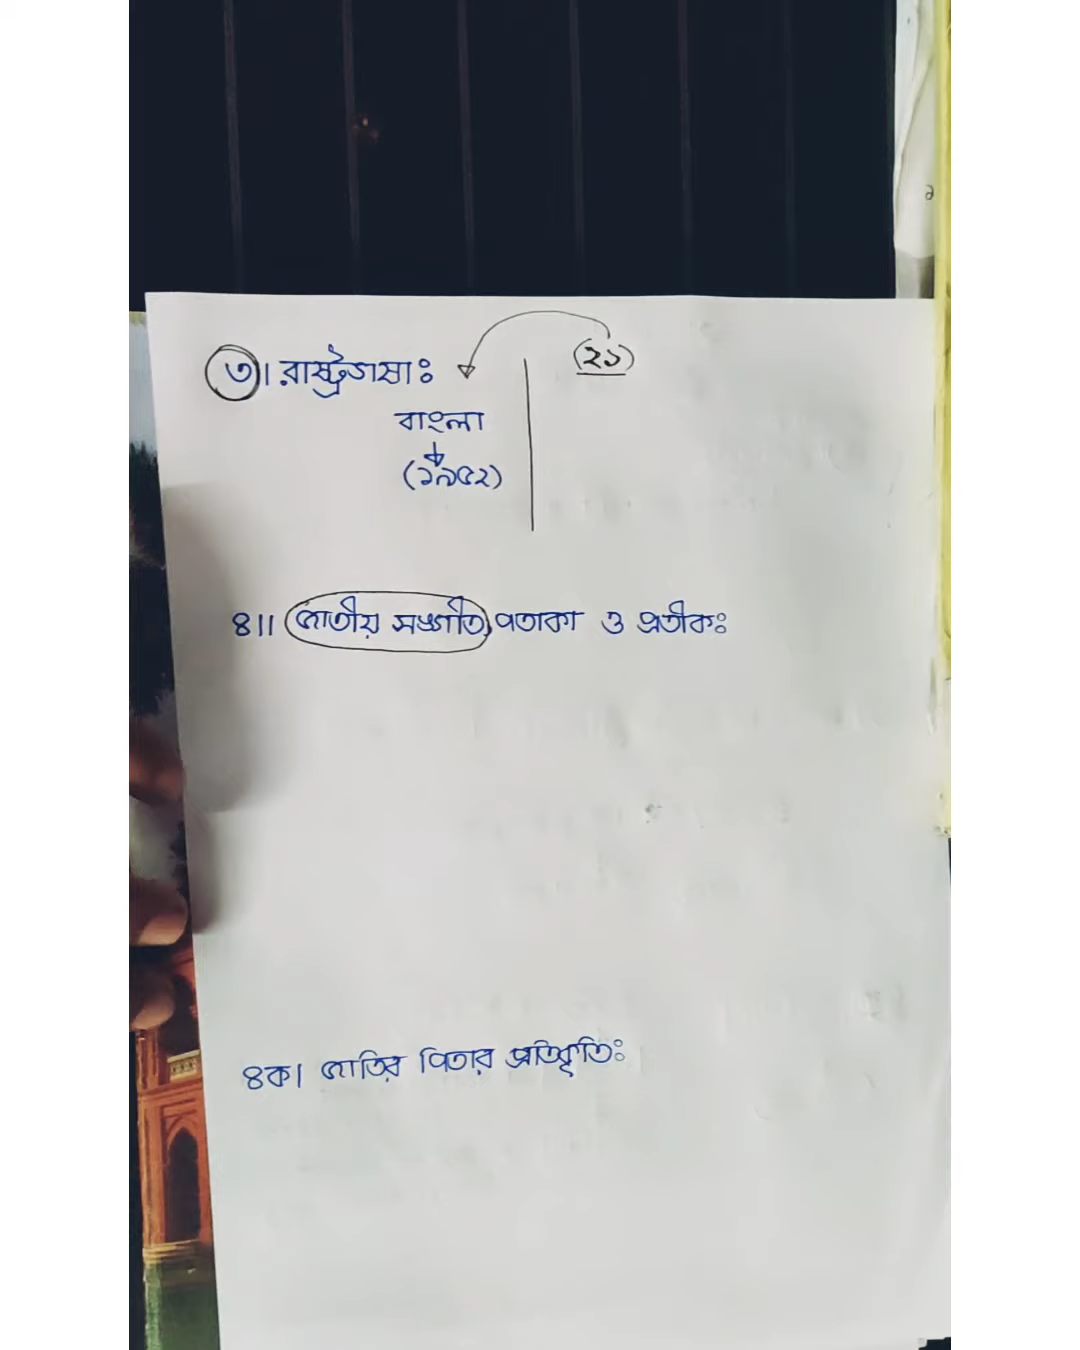 ৩। রাষ্ট্রভাষাঃ
(২১)
বাংলা
(১৯৫২)
৪।। জাতীয় সঙ্গীত, পতাকা ও প্রতীকঃ
৪ক। জাতির পিতার প্রতিকৃতিঃ